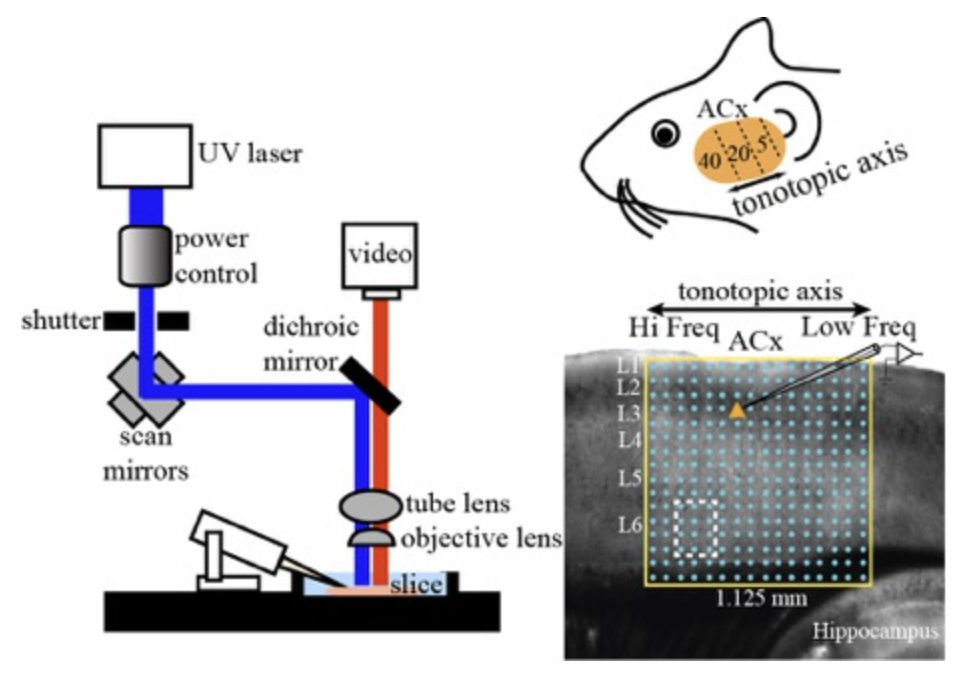 UV laser
power
control
shutter
scan
mirrors
video
dichroic
mirror
tube lens
objective lens
slice
ACx
40 20 5
tonotopic axis
tonotopic axis
Hi Freq
ACx
Low Freq
L1
L2
L3
L4
L5
L6
1.125 mm
Hippocampus